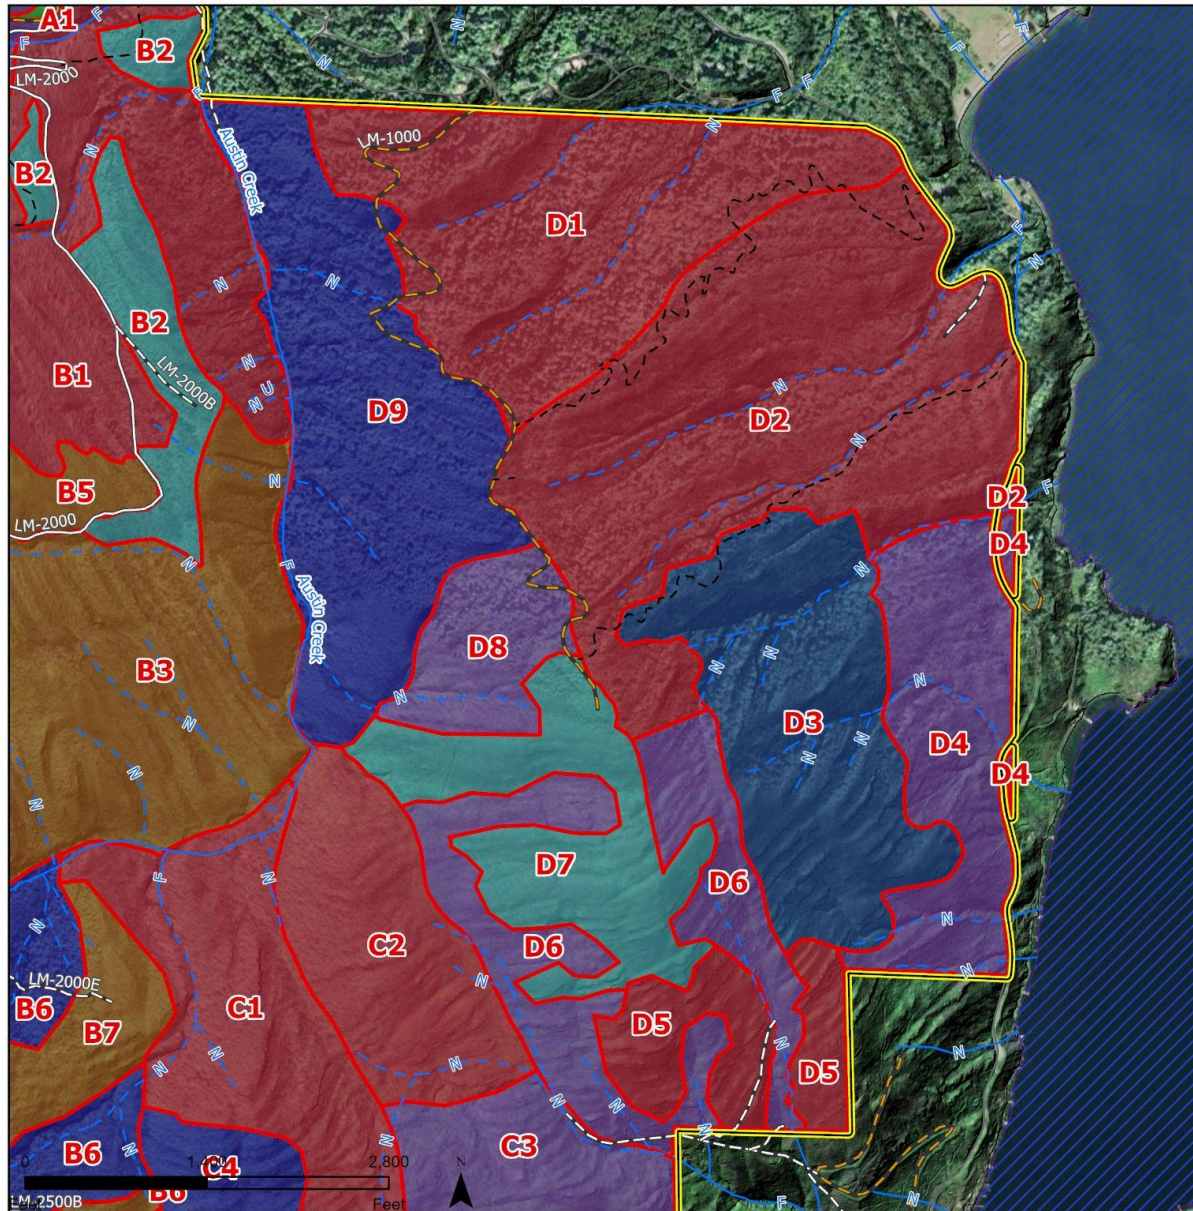 A1
F
F
B2
N
N
F
F
LM-2000
F
F
F
N
LM-1000
N
B2
Austin Creek
D1
F
N
N
N
B2
B1
LM-2000B
N
U
N
D9
N
D2
N
B5
N
LM-2000
D2
F
D4
N
F
N
Austin Creek
D8
B3
N
N
N
N
N
D3
D4
N
N
N
D4
N
N
D7
D6
F
N
N
B6
LM-2000E
B7
C1
C2
D6
N
N
D5
D5
N
N
N
N
N
N
N
N
N
C3
N
N
B6
C4
B6
F
N
0
1,400
2,800
Feet
N
LM-2500B